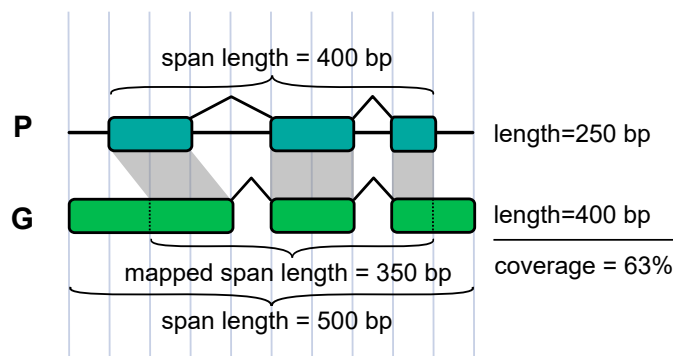 span length = 400 bp
P
length=250 bp
G
length=400 bp
mapped span length = 350 bp
coverage = 63%
span length = 500 bp